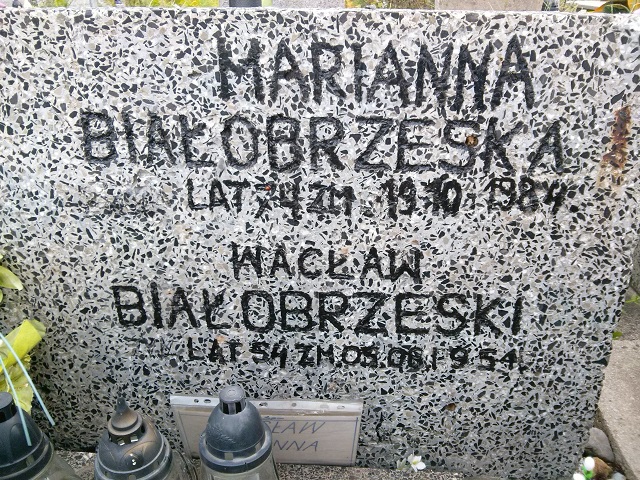 MARIANNA
BIAŁOBRZESKA
LAT 74 ZM. 19.10.1984
WACŁAW
BIAŁOBRZESKI
LAT 54 ZM. 05.06.1954